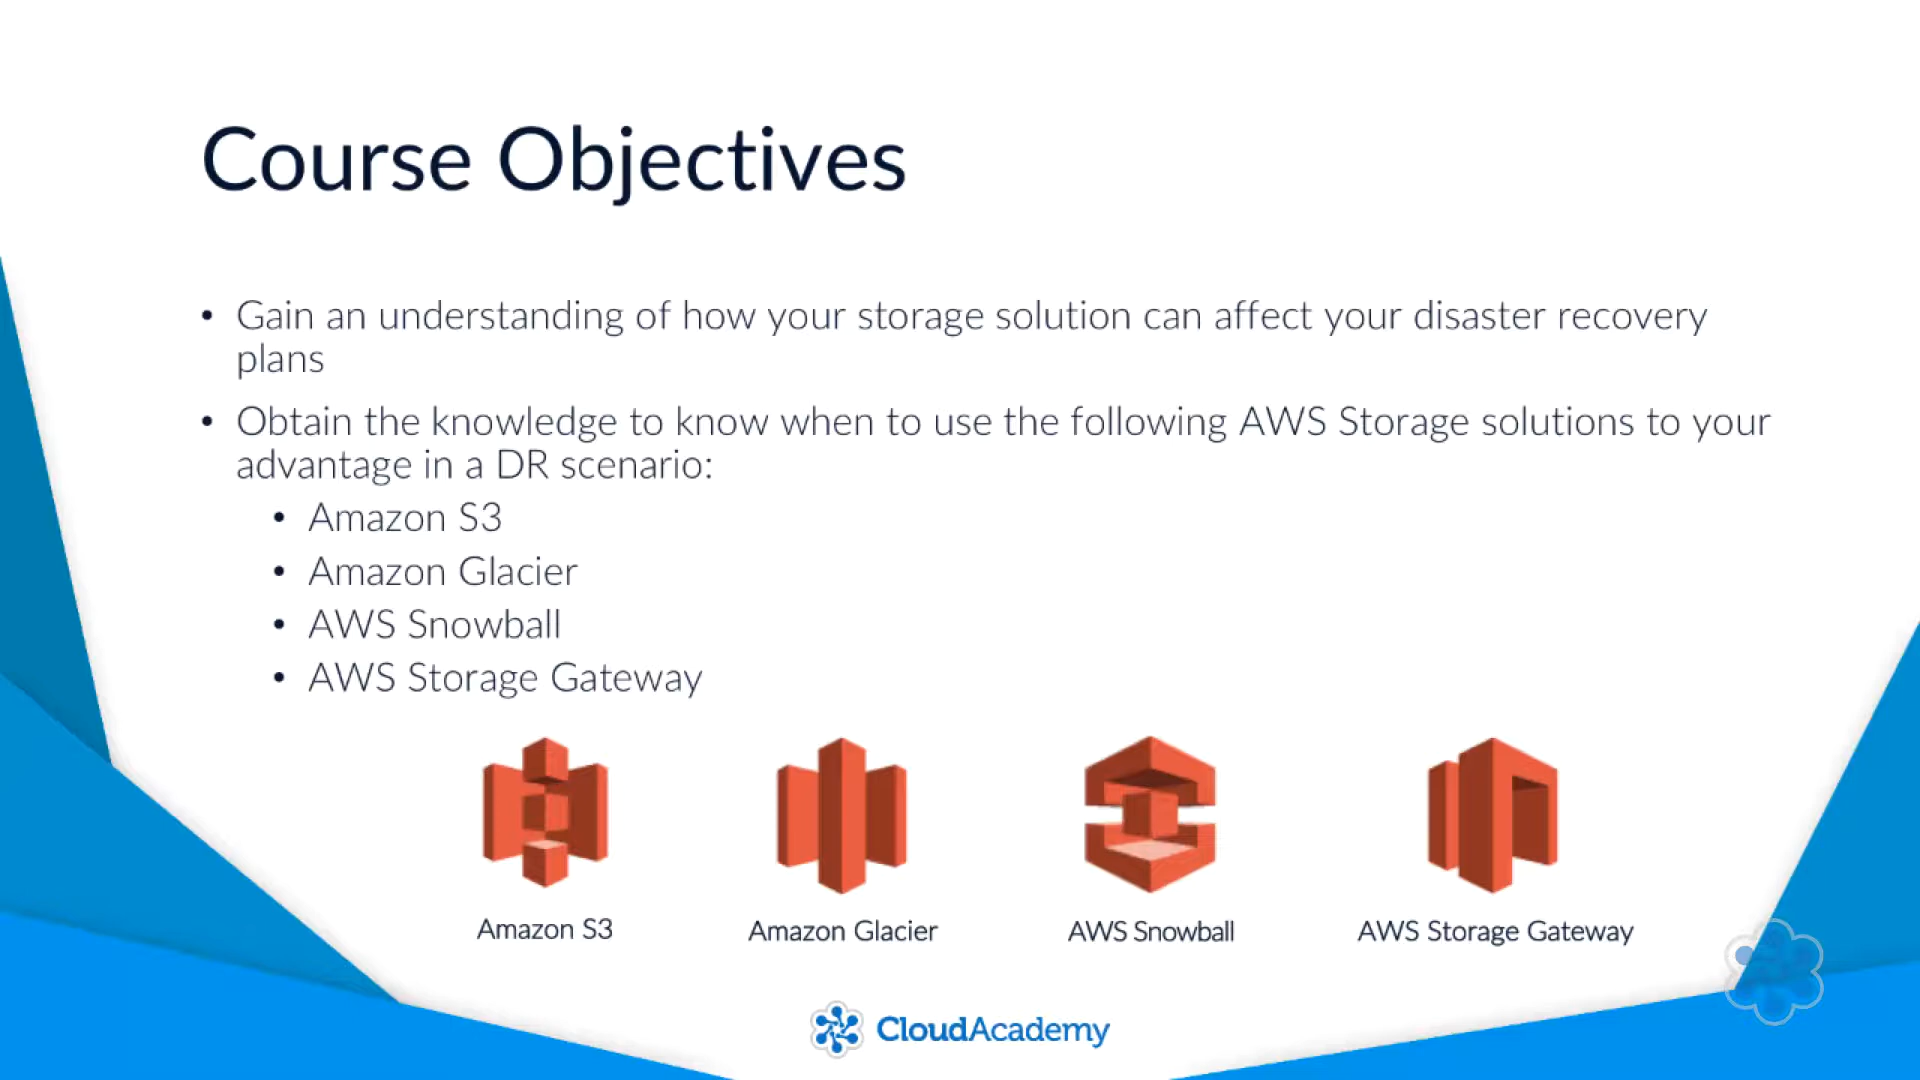 Course Objectives
• Gain an understanding of how your storage solution can affect your disaster recovery
plans
• Obtain the knowledge to know when to use the following AWS Storage solutions to your
advantage in a DR scenario:
• Amazon S3
• Amazon Glacier
• AWS Snowball
• AWS Storage Gateway
Amazon S3 Amazon Glacier AWS Snowball AWS Storage Gateway
CloudAcademy